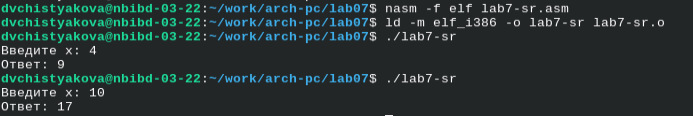 dvchistyakova@nbibd-03-22:~/work/arch-pc/lab07$ nasm -f elf lab7-sr.asm
dvchistyakova@nbibd-03-22:~/work/arch-pc/lab07$ ld -m elf_i386 -o lab7-sr lab7-sr.o
dvchistyakova@nbibd-03-22:~/work/arch-pc/lab07$ ./lab7-sr
Введите x: 4
Ответ: 9
dvchistyakova@nbibd-03-22:~/work/arch-pc/lab07$ ./lab7-sr
Введите x: 10
Ответ: 17